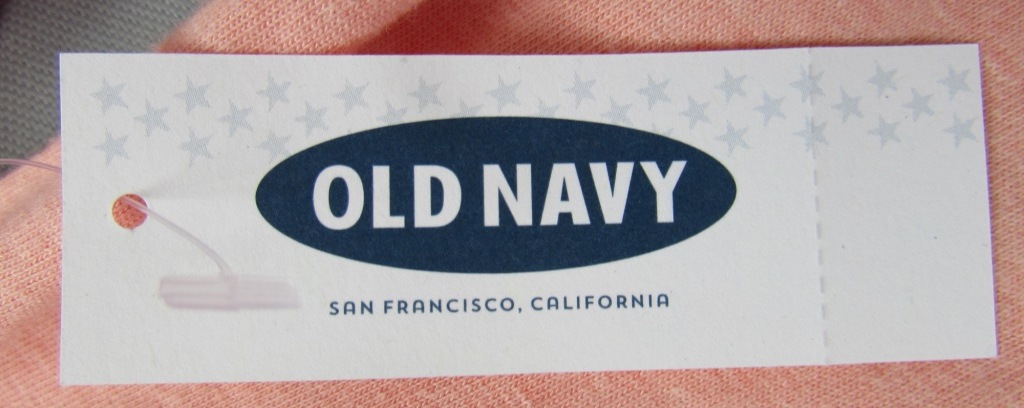 OLD NAVY
SAN FRANCISCO, CALIFORNIA